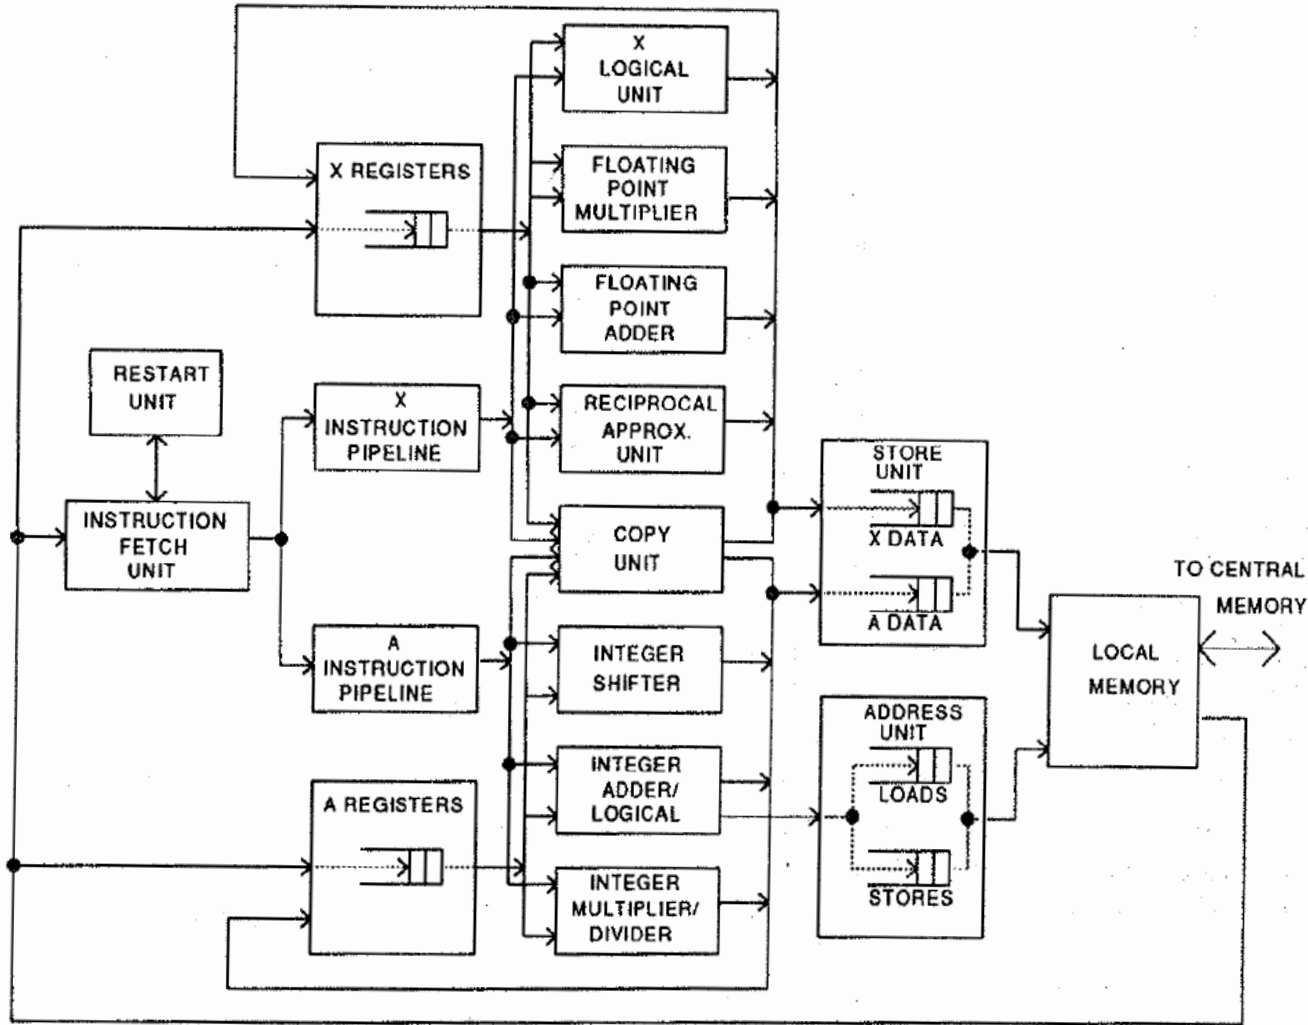 X
LOGICAL
UNIT
X REGISTERS
FLOATING
POINT
MULTIPLIER
FLOATING
POINT
ADDER
RESTART
UNIT
X
INSTRUCTION
PIPELINE
RECIPROCAL
APPROX.
UNIT
INSTRUCTION
FETCH
UNIT
COPY
UNIT
STORE
UNIT
X DATA
A DATA
TO CENTRAL
MEMORY
LOCAL
MEMORY
A
INSTRUCTION
PIPELINE
INTEGER
SHIFTER
A REGISTERS
INTEGER
ADDER/
LOGICAL
ADDRESS
UNIT
LOADS
STORES
INTEGER
MULTIPLIER/
DIVIDER